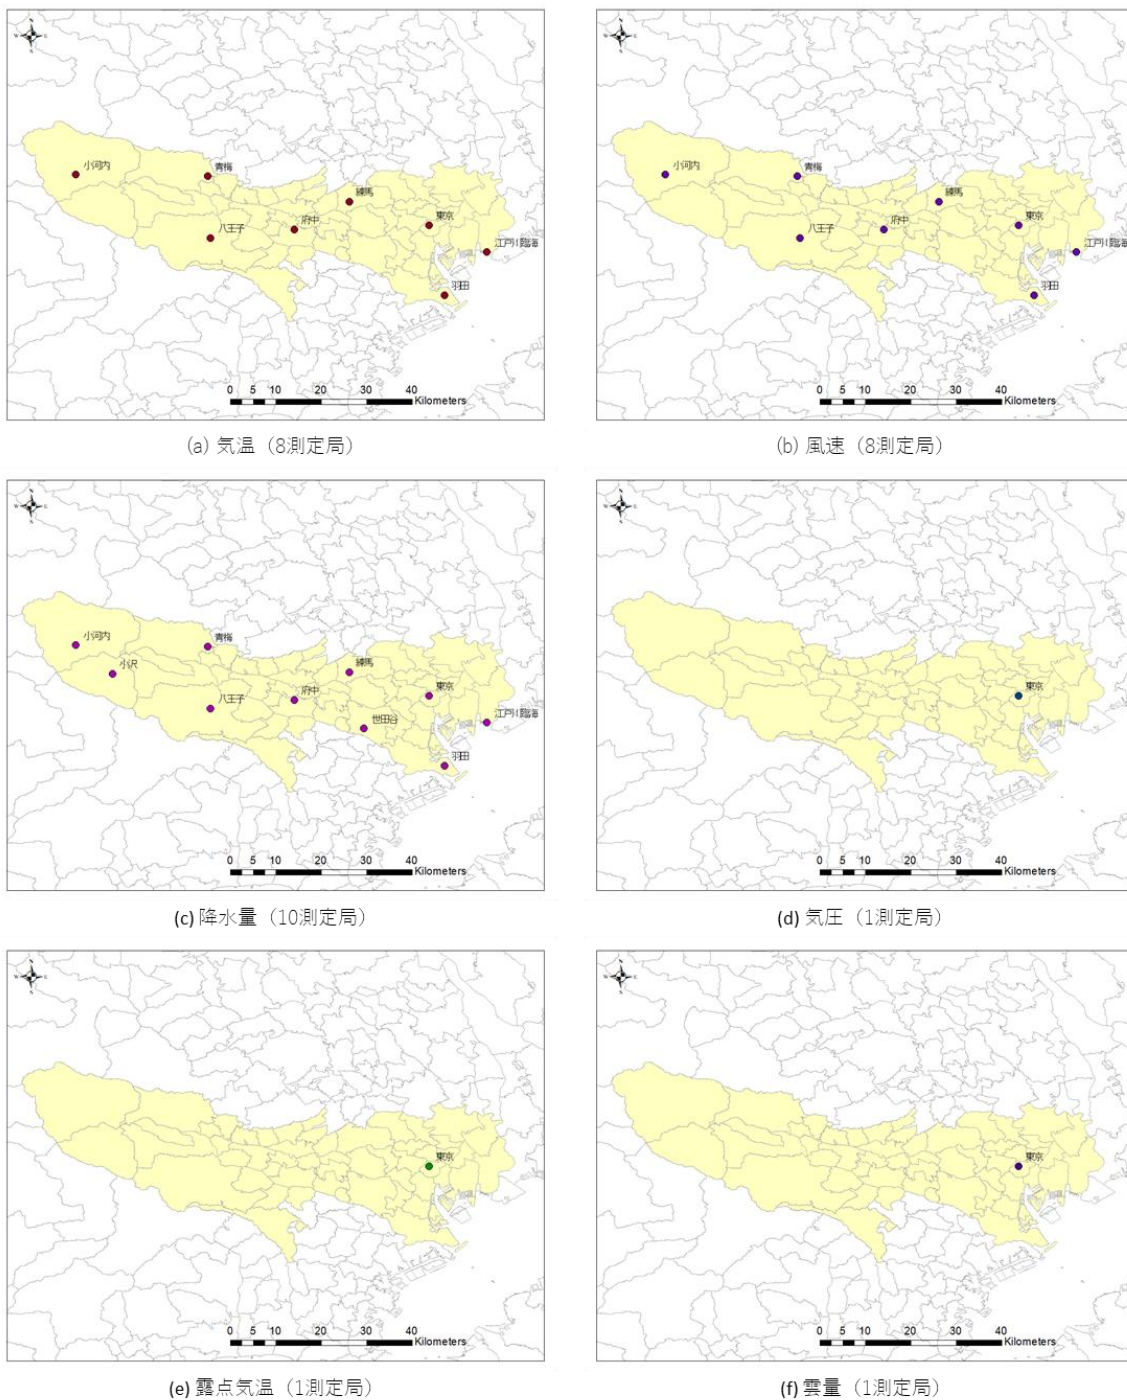 小河内
青梅
練馬
八王子
府中
東京
江戸川臨海
羽田
0 5 10 20 30 40
Kilometers
(a) 気温（8測定局）
小河内
青梅
練馬
八王子
府中
東京
江戸川臨海
羽田
0 5 10 20 30 40
Kilometers
(b) 風速（8測定局）
小河内
青梅
小沢
練馬
八王子
府中
東京
世田谷
江戸川臨海
羽田
0 5 10 20 30 40
Kilometers
(c) 降水量（10測定局）
東京
0 5 10 20 30 40
Kilometers
(d) 気圧（1測定局）
東京
0 5 10 20 30 40
Kilometers
(e) 露点気温（1測定局）
東京
0 5 10 20 30 40
Kilometers
(f) 雲量（1測定局）